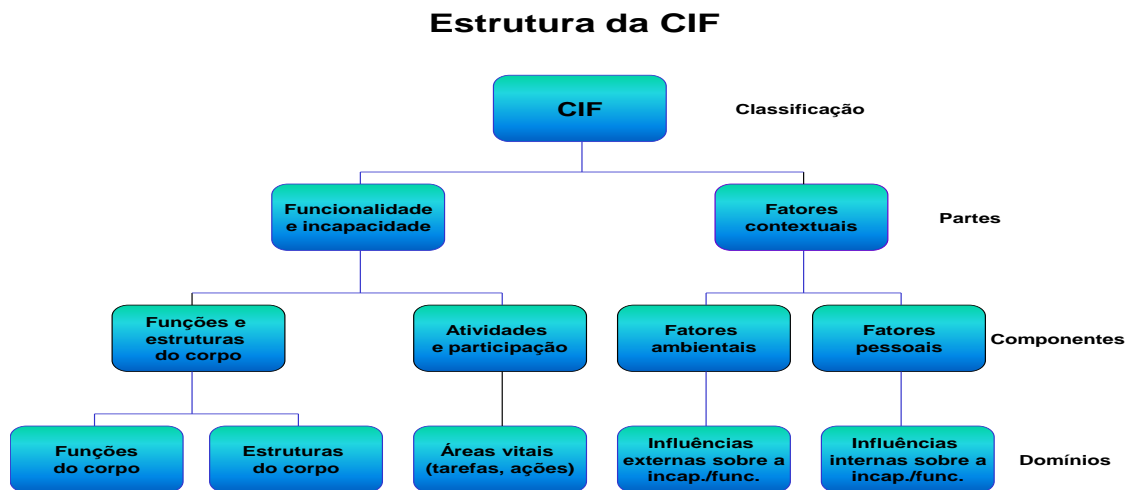 Estrutura da CIF
CIF
Classificação
Funcionalidade
e incapacidade
Fatores
contextuais
Partes
Funções e
estruturas
do corpo
Atividades
e participação
Fatores
ambientais
Fatores
pessoais
Componentes
Funções
do corpo
Estruturas
do corpo
Áreas vitais
(tarefas, ações)
Influências
externas sobre a
incap./func.
Influências
internas sobre a
incap./func.
Domínios